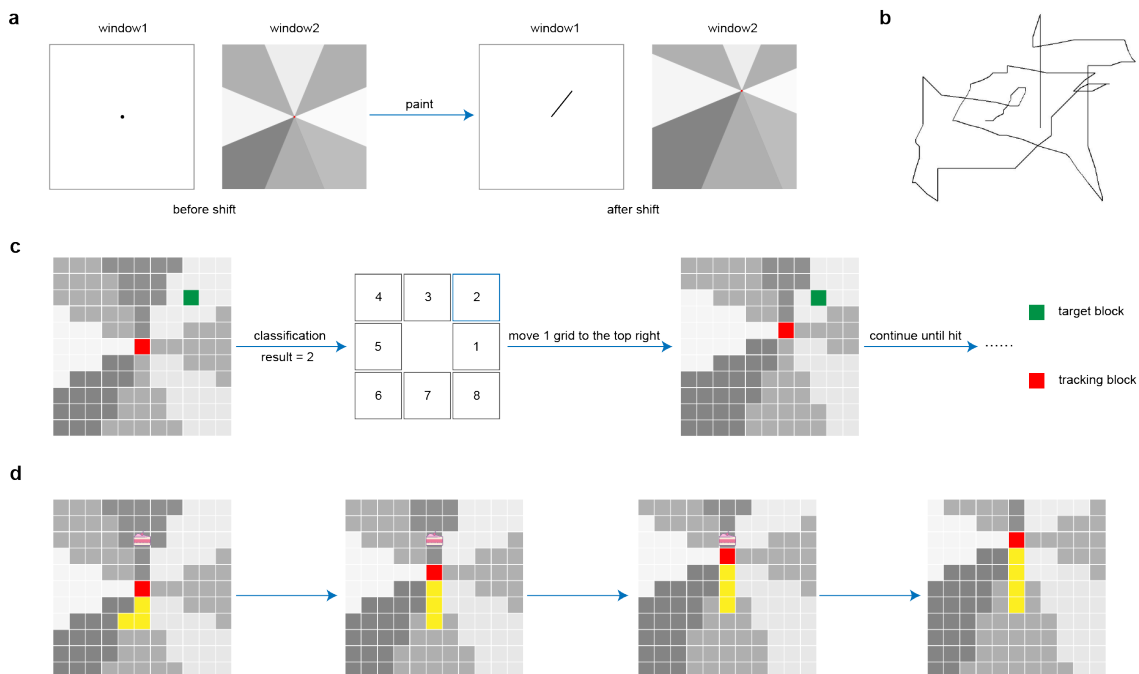 a
window1
window2
window1
window2
paint
before shift
after shift
b
c
classification
result = 2
4 3 2
5 1
6 7 8
move 1 grid to the top right
continue until hit
······
target block
tracking block
d